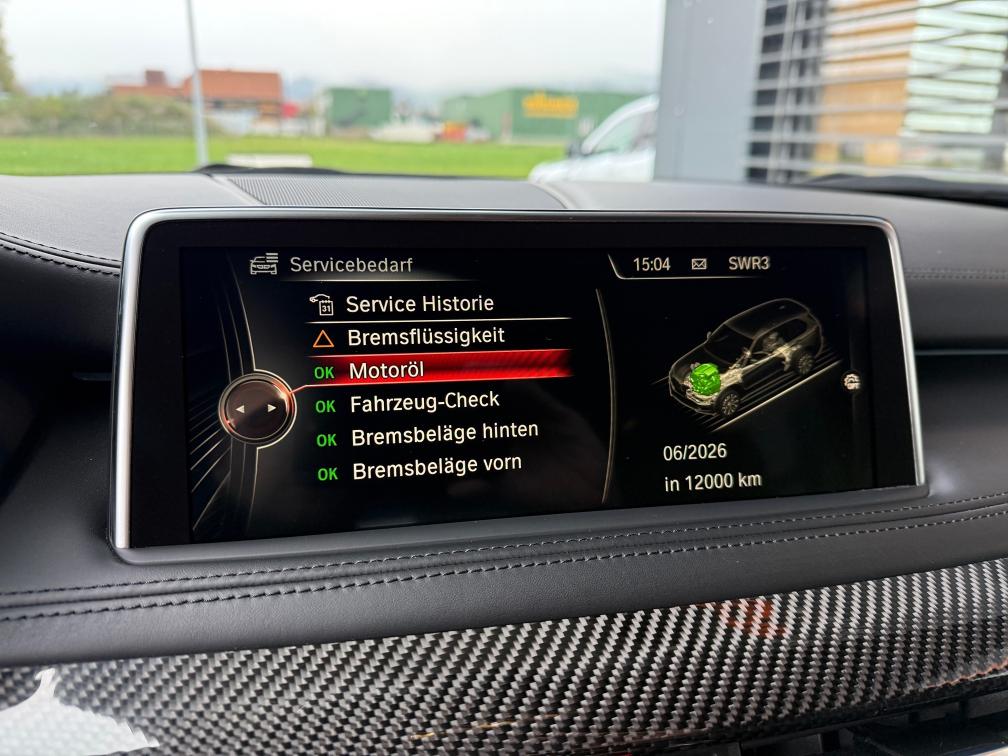 Servicebedarf
15:04 SWR3
31 Service Historie
Bremsflüssigkeit
OK Motoröl
OK Fahrzeug-Check
OK Bremsbeläge hinten
OK Bremsbeläge vorn
06/2026
in 12000 km